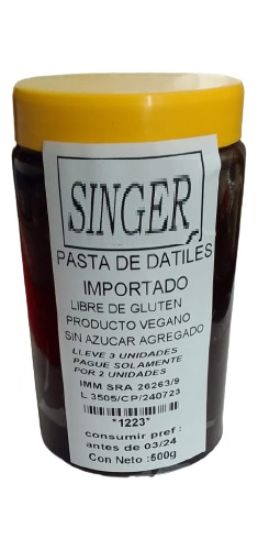 SINGER
PASTA DE DATILES
IMPORTADO
LIBRE DE GLUTEN
PRODUCTO VEGANO
SIN AZUCAR AGREGADO
LLEVE 3 UNIDADES
PAGUE SOLAMENTE
POR 2 UNIDADES
IMM SRA 26263/9
L 3505/CP/240723
*1223*
consumir pref :
antes de 03/24
Con Neto :500g